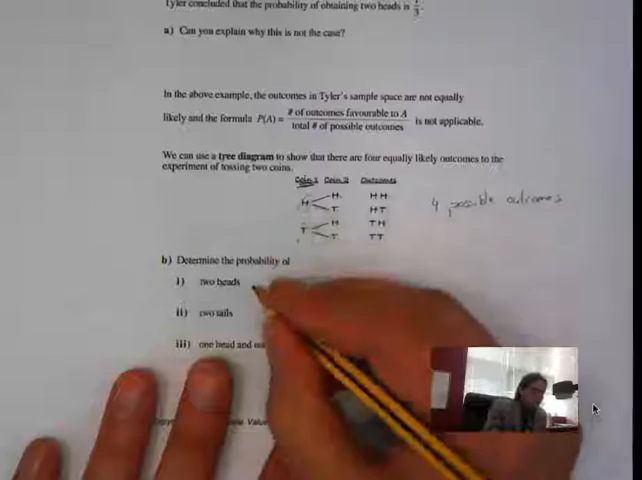 Tyler concluded that the probability of obtaining two heads is 1/3.
a) Can you explain why this is not the case?
In the above example, the outcomes in Tyler's sample space are not equally
likely and the formula P(A) = # of outcomes favourable to A / total # of possible outcomes is not applicable.
We can use a tree diagram to show that there are four equally likely outcomes to the
experiment of tossing two coins.
Coin 1 Coin 2 Outcomes
H H HH
T HT
4 possible outcomes
T H TH
T TT
b) Determine the probability of
i) two heads
ii) two tails
iii) one head and